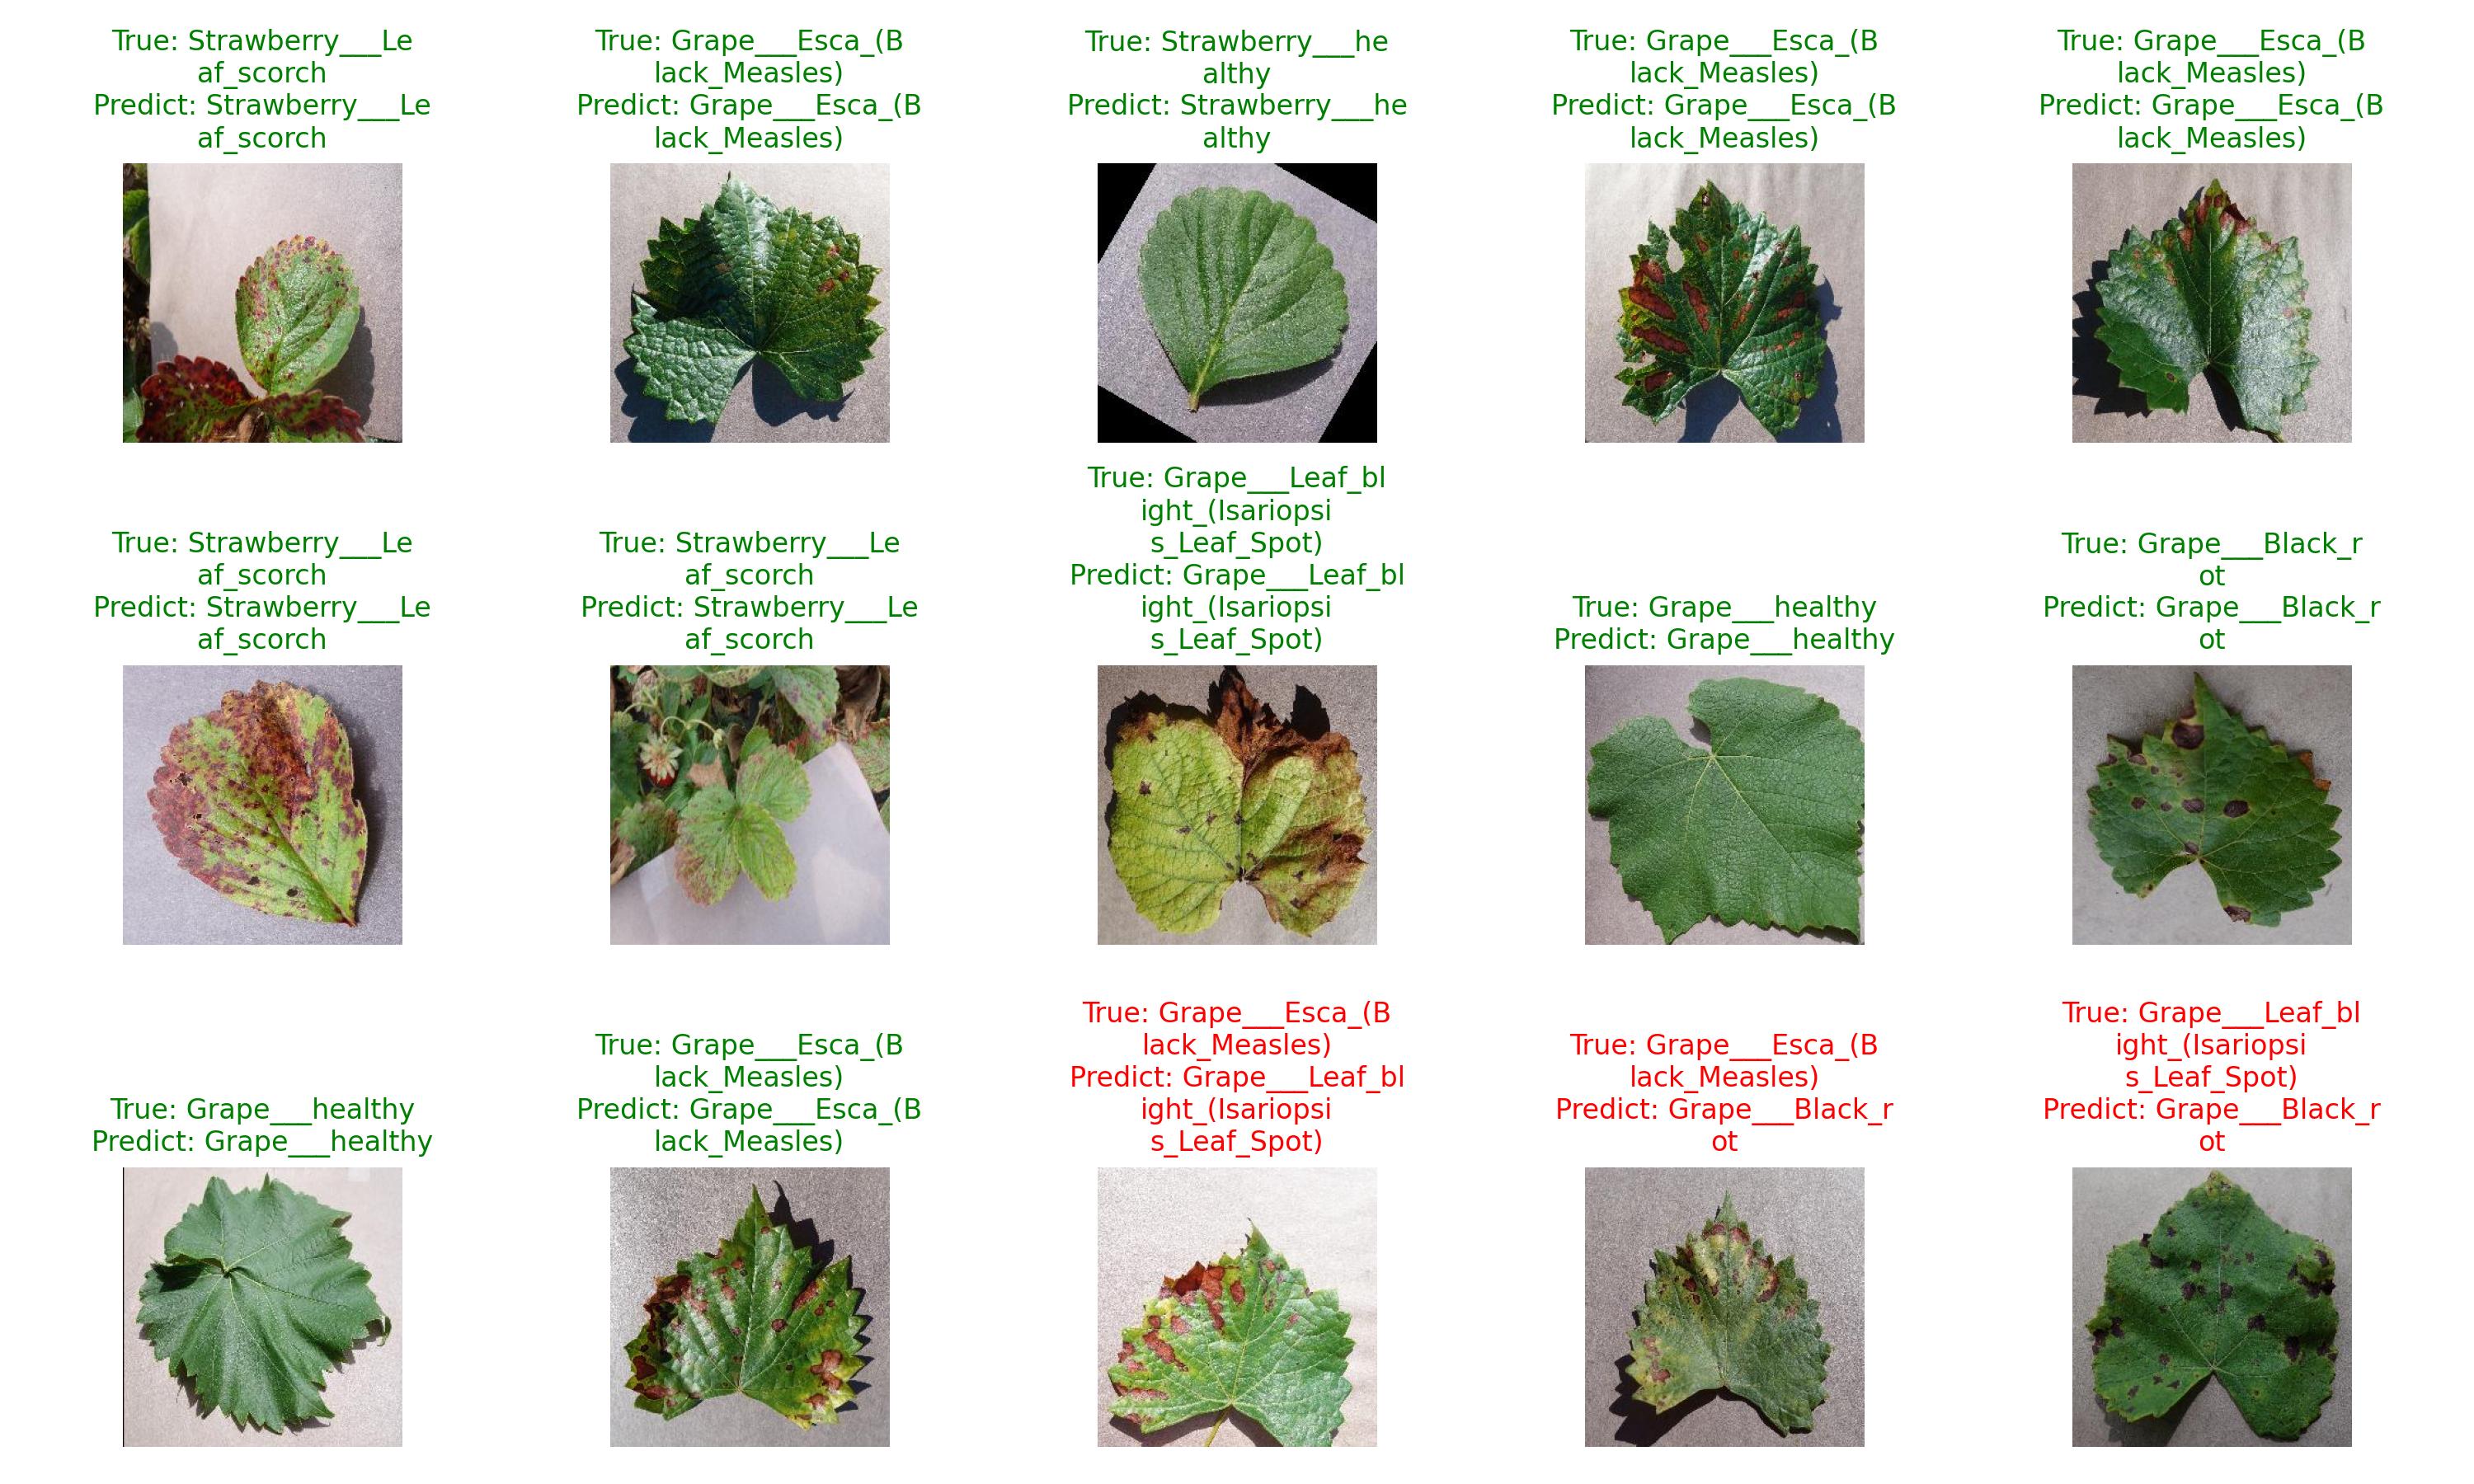 True: Strawberry___Le
af_scorch
Predict: Strawberry___Le
af_scorch
True: Grape___Esca_(B
lack_Measles)
Predict: Grape___Esca_(B
lack_Measles)
True: Strawberry___he
althy
Predict: Strawberry___he
althy
True: Grape___Esca_(B
lack_Measles)
Predict: Grape___Esca_(B
lack_Measles)
True: Grape___Esca_(B
lack_Measles)
Predict: Grape___Esca_(B
lack_Measles)
True: Strawberry___Le
af_scorch
Predict: Strawberry___Le
af_scorch
True: Strawberry___Le
af_scorch
Predict: Strawberry___Le
af_scorch
True: Grape___Leaf_bl
ight_(Isariopsi
s_Leaf_Spot)
Predict: Grape___Leaf_bl
ight_(Isariopsi
s_Leaf_Spot)
True: Grape___healthy
Predict: Grape___healthy
True: Grape___Black_r
ot
Predict: Grape___Black_r
ot
True: Grape___healthy
Predict: Grape___healthy
True: Grape___Esca_(B
lack_Measles)
Predict: Grape___Esca_(B
lack_Measles)
True: Grape___Esca_(B
lack_Measles)
Predict: Grape___Leaf_bl
ight_(Isariopsi
s_Leaf_Spot)
True: Grape___Esca_(B
lack_Measles)
Predict: Grape___Black_r
ot
True: Grape___Leaf_bl
ight_(Isariopsi
s_Leaf_Spot)
Predict: Grape___Black_r
ot